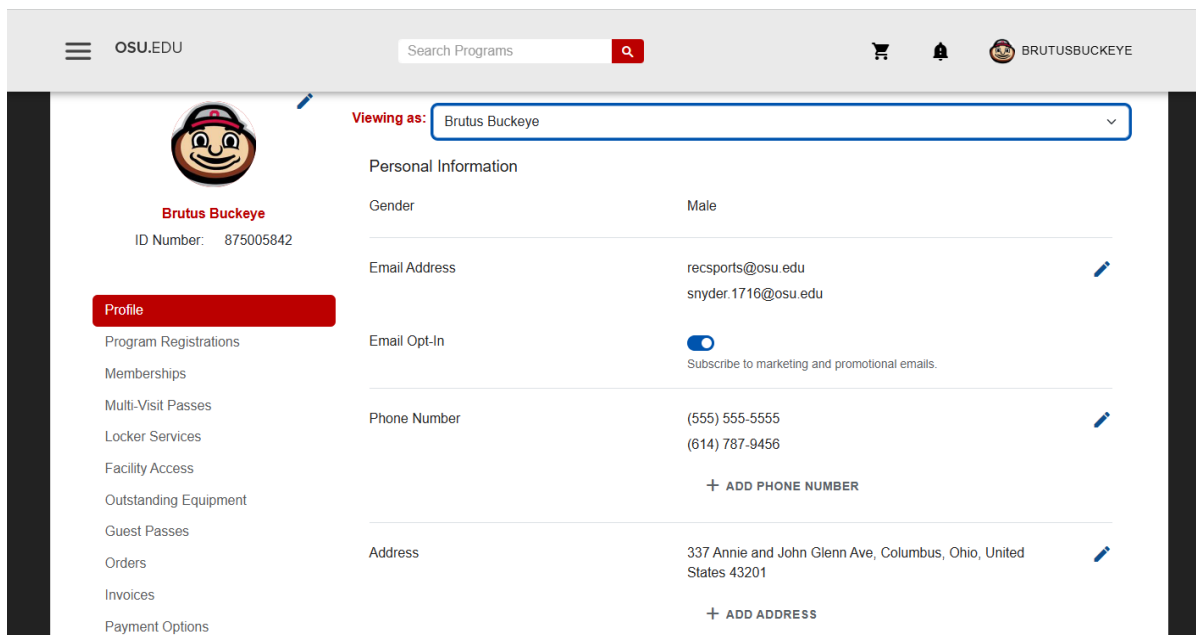 OSU.EDU
Search Programs
BRUTUSBUCKEYE
Brutus Buckeye
ID Number: 875005842
Profile
Program Registrations
Memberships
Multi-Visit Passes
Locker Services
Facility Access
Outstanding Equipment
Guest Passes
Orders
Invoices
Payment Options
Viewing as: Brutus Buckeye
Personal Information
Gender Male
Email Address recsports@osu.edu
snyder.1716@osu.edu
Email Opt-In
Subscribe to marketing and promotional emails.
Phone Number (555) 555-5555
(614) 787-9456
+ ADD PHONE NUMBER
Address 337 Annie and John Glenn Ave, Columbus, Ohio, United
States 43201
+ ADD ADDRESS